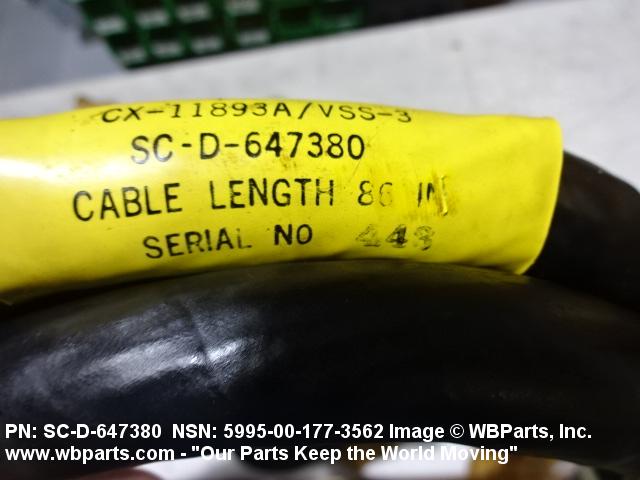 CX-11893A/VSS-3
SC-D-647380
CABLE LENGTH 86 IN
SERIAL NO 443
PN: SC-D-647380 NSN: 5995-00-177-3562 Image © WBParts, Inc.
www.wbparts.com - "Our Parts Keep the World Moving"